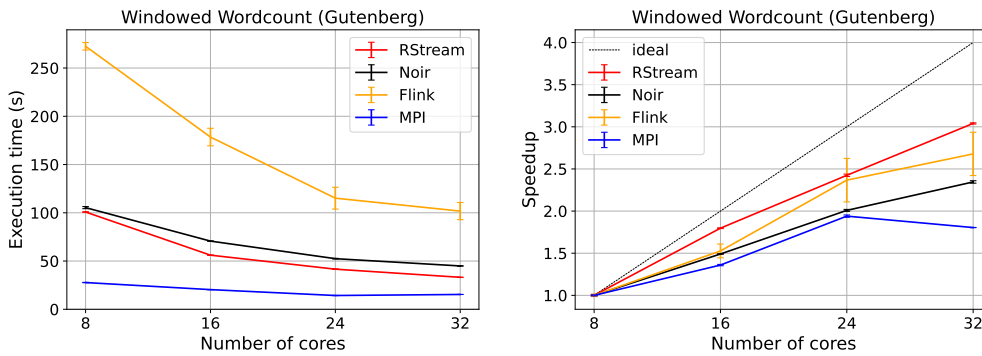 Windowed Wordcount (Gutenberg)
Execution time (s)
250
200
150
100
50
0
8
16
24
32
Number of cores
RStream
Noir
Flink
MPI
Windowed Wordcount (Gutenberg)
Speedup
4.0
3.5
3.0
2.5
2.0
1.5
1.0
8
16
24
32
Number of cores
ideal
RStream
Noir
Flink
MPI